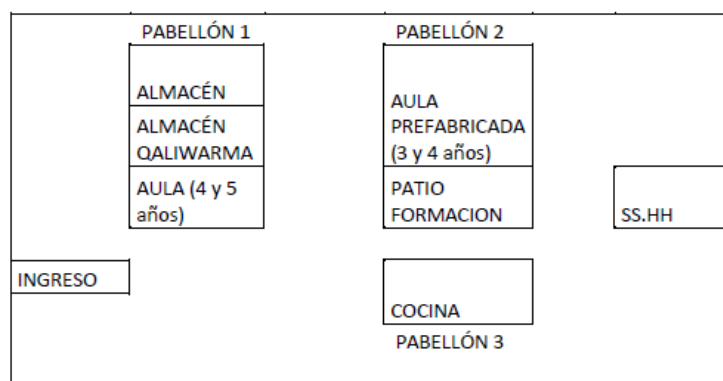 PABELLÓN 1
ALMACÉN
ALMACÉN
QALIWARMA
AULA (4 y 5
años)
PABELLÓN 2
AULA
PREFABRICADA
(3 y 4 años)
PATIO
FORMACION
SS.HH
INGRESO
COCINA
PABELLÓN 3